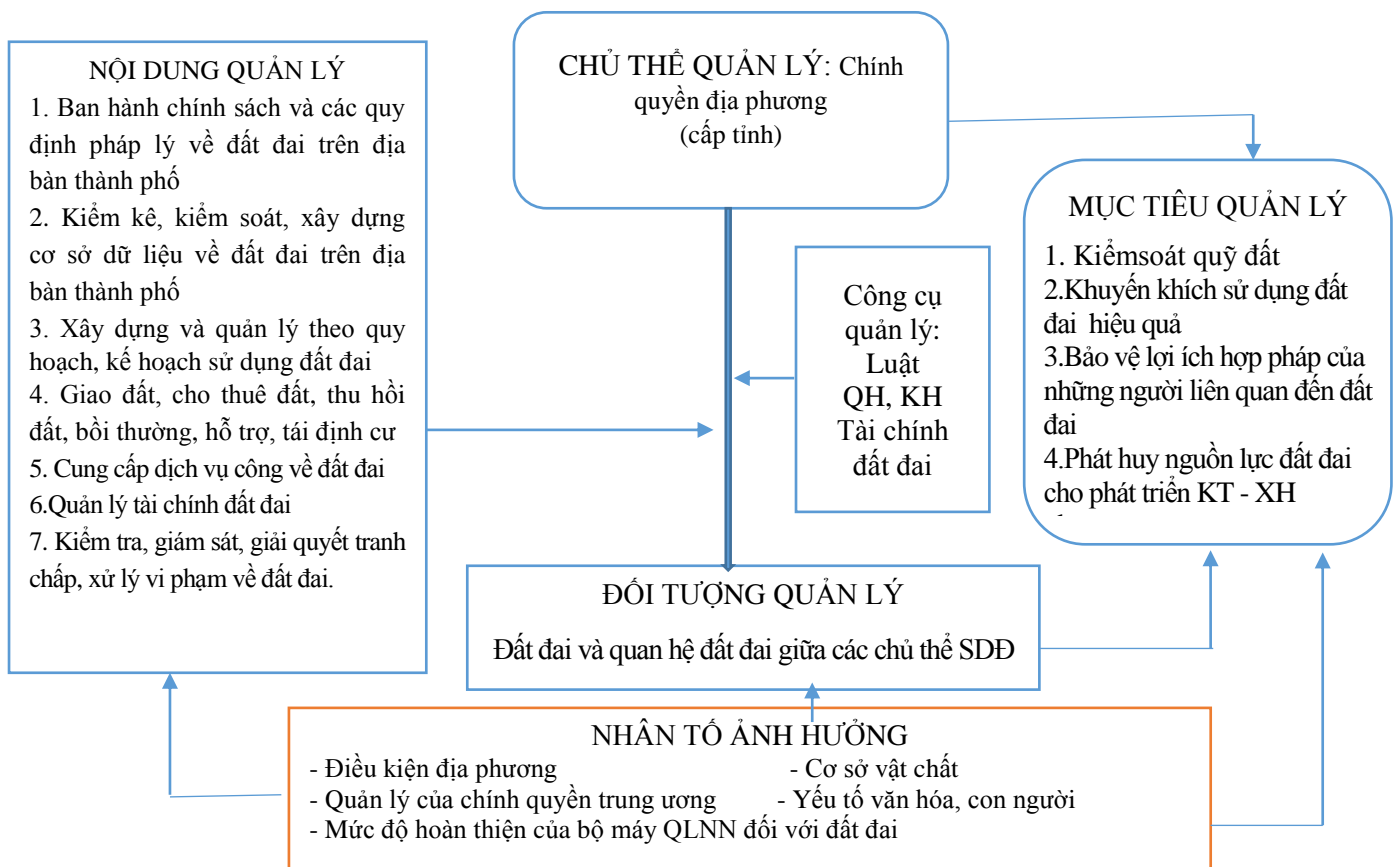 NỘI DUNG QUẢN LÝ
1. Ban hành chính sách và các quy
định pháp lý về đất đai trên địa
bàn thành phố
2. Kiểm kê, kiểm soát, xây dựng
cơ sở dữ liệu về đất đai trên địa
bàn thành phố
3. Xây dựng và quản lý theo quy
hoạch, kế hoạch sử dụng đất đai
4. Giao đất, cho thuê đất, thu hồi
đất, bồi thường, hỗ trợ, tái định cư
5. Cung cấp dịch vụ công về đất đai
6.Quản lý tài chính đất đai
7. Kiểm tra, giám sát, giải quyết tranh
chấp, xử lý vi phạm về đất đai.
CHỦ THỂ QUẢN LÝ: Chính
quyền địa phương
(cấp tỉnh)
Công cụ
quản lý:
Luật
QH, KH
Tài chính
đất đai
MỤC TIÊU QUẢN LÝ
1. Kiểmsoát quỹ đất
2.Khuyến khích sử dụng đất
đai hiệu quả
3.Bảo vệ lợi ích hợp pháp của
những người liên quan đến đất
đai
4.Phát huy nguồn lực đất đai
cho phát triển KT - XH
ĐỐI TƯỢNG QUẢN LÝ
Đất đai và quan hệ đất đai giữa các chủ thể SDĐ
NHÂN TỐ ẢNH HƯỞNG
- Điều kiện địa phương - Cơ sở vật chất
- Quản lý của chính quyền trung ương - Yếu tố văn hóa, con người
- Mức độ hoàn thiện của bộ máy QLNN đối với đất đai